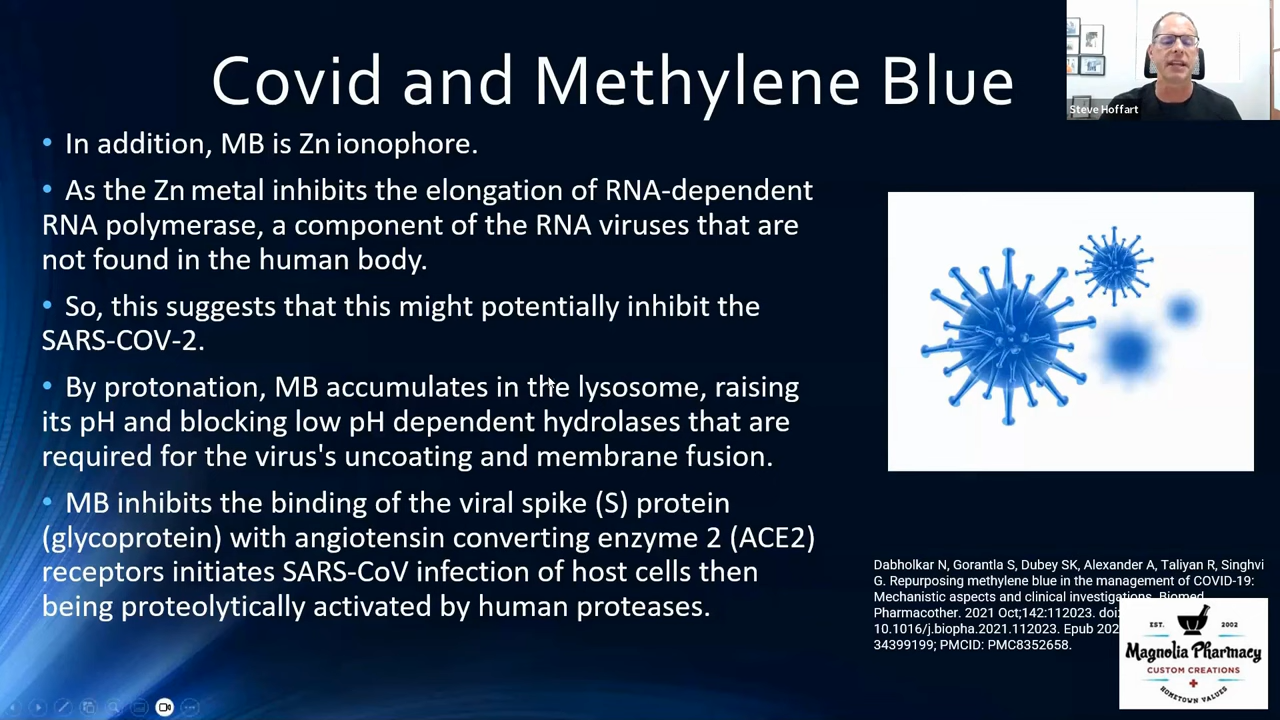 Covid and Methylene Blue
Steve Hoffart
• In addition, MB is Zn ionophore.
• As the Zn metal inhibits the elongation of RNA-dependent
RNA polymerase, a component of the RNA viruses that are
not found in the human body.
• So, this suggests that this might potentially inhibit the
SARS-COV-2.
• By protonation, MB accumulates in the lysosome, raising
its pH and blocking low pH dependent hydrolases that are
required for the virus's uncoating and membrane fusion.
• MB inhibits the binding of the viral spike (S) protein
(glycoprotein) with angiotensin converting enzyme 2 (ACE2)
receptors initiates SARS-CoV infection of host cells then
being proteolytically activated by human proteases.
Dabholkar N, Gorantla S, Dubey SK, Alexander A, Taliyan R, Singhvi
G. Repurposing methylene blue in the management of COVID-19:
Mechanistic aspects and clinical investigations. Biomed
Pharmacother. 2021 Oct;142:112023. doi:
10.1016/j.biopha.2021.112023. Epub 202
34399199; PMCID: PMC8352658.
EST. 2002
Magnolia Pharmacy
CUSTOM CREATIONS
HOMETOWN VALUES